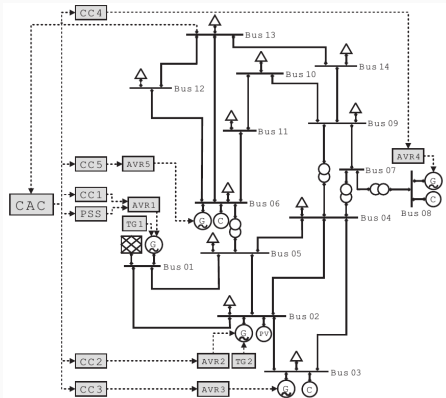 CC4
Bus 13
Bus 14
Bus 10
Bus 12
Bus 09
Bus 11
AVR4
CC5
AVR5
Bus 07
G
CC1
AVR1
Bus 06
C
CAC
PSS
G
C
Bus 04
Bus 08
TG1
G
Bus 05
Bus 01
Bus 02
G
PV
CC2
AVR2
TG2
Bus 03
CC3
AVR3
G
C